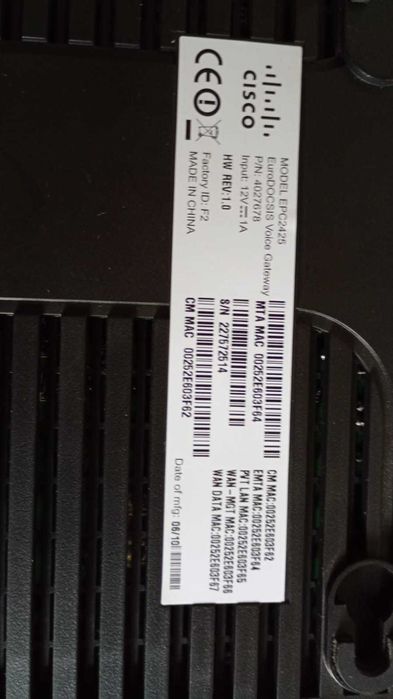 CISCO
MODEL EPC2425
EuroDOCSIS Voice Gateway
P/N: 4027678
Input: 12V⎓1A
HW REV:1.0
CE
Factory ID: F2
MADE IN CHINA
MTA MAC 00252E603F64
S/N 227572514
CM MAC 00252E603F62
CM MAC:00252E603F62
EMTA MAC:00252E603F64
PVT LAN MAC:00252E603F65
WAN-MGT MAC:00252E603F66
WAN DATA MAC:00252E603F67
Date of mfg: 06/10